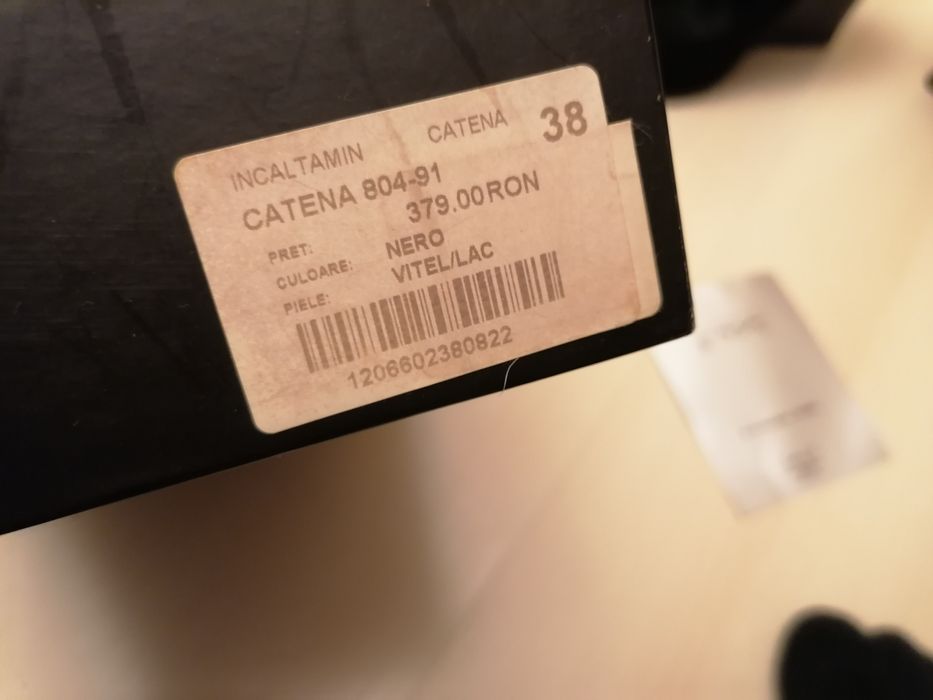 INCALTAMIN CATENA 38
CATENA 804-91
PRET: 379.00RON
CULOARE: NERO
PIELE: VITEL/LAC
1206602380822